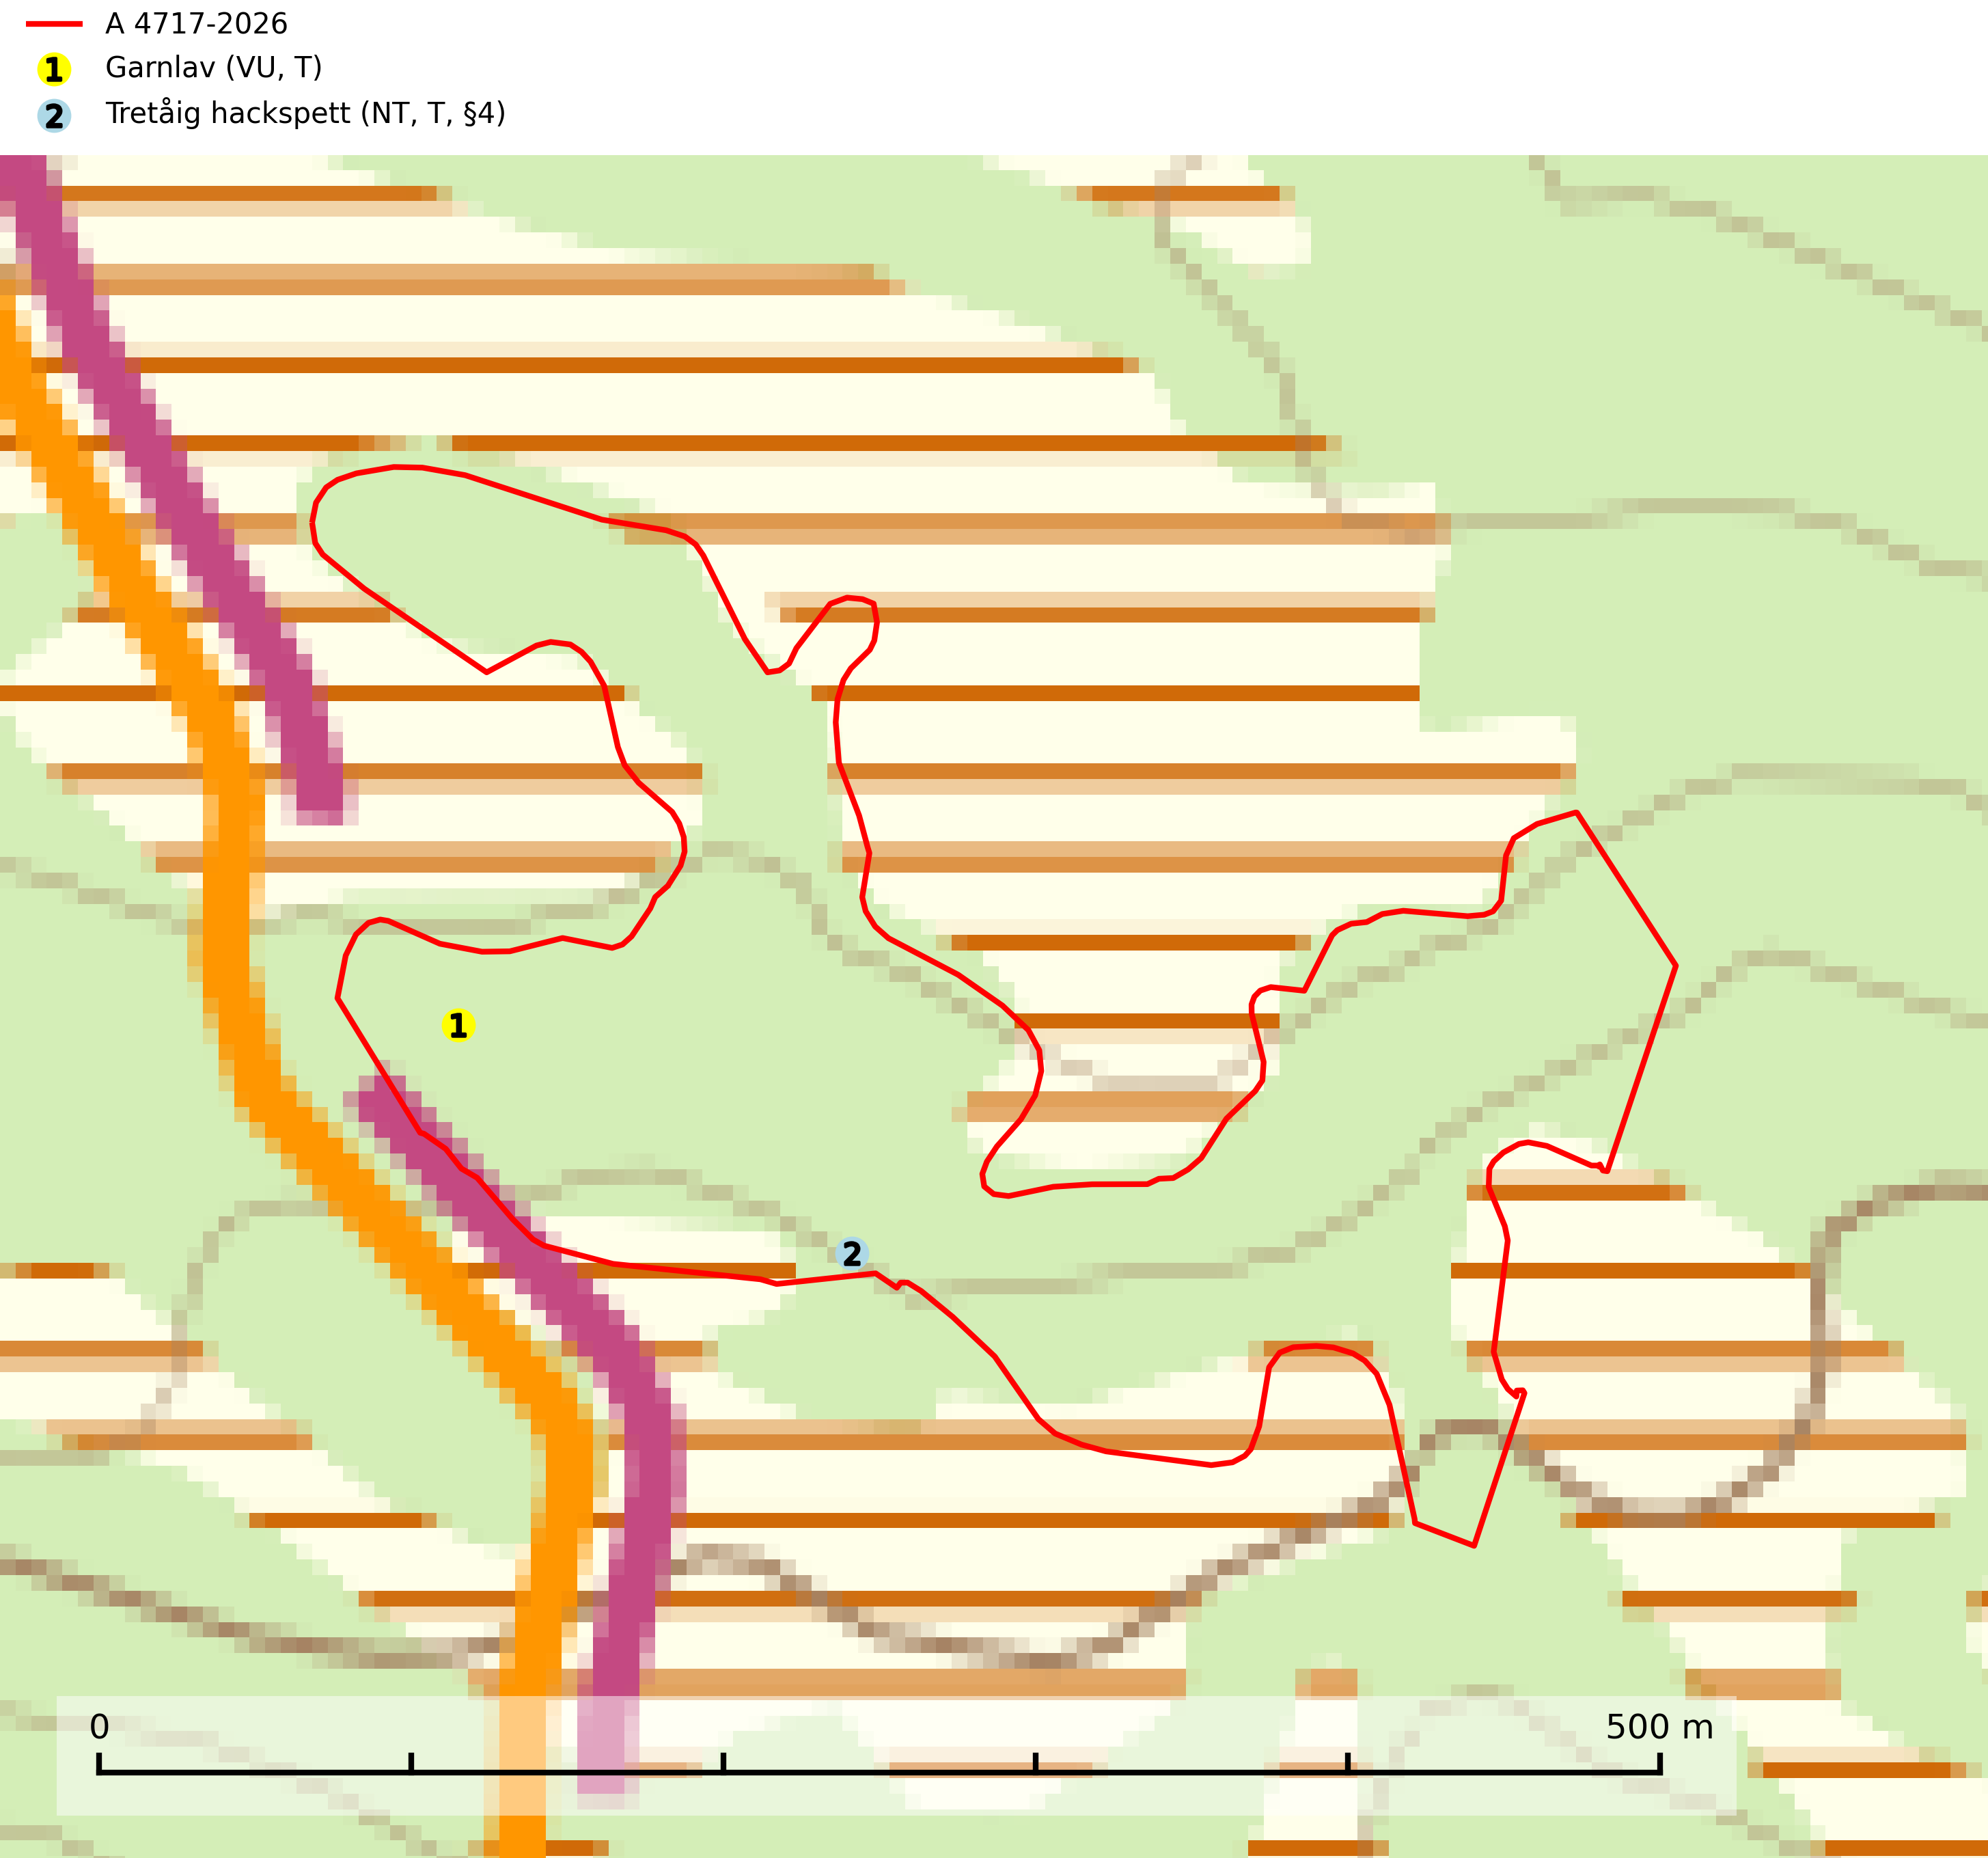 A 4717-2026
1 Garnlav (VU, T)
2 Tretåig hackspett (NT, T, §4)
1
2
0 500 m